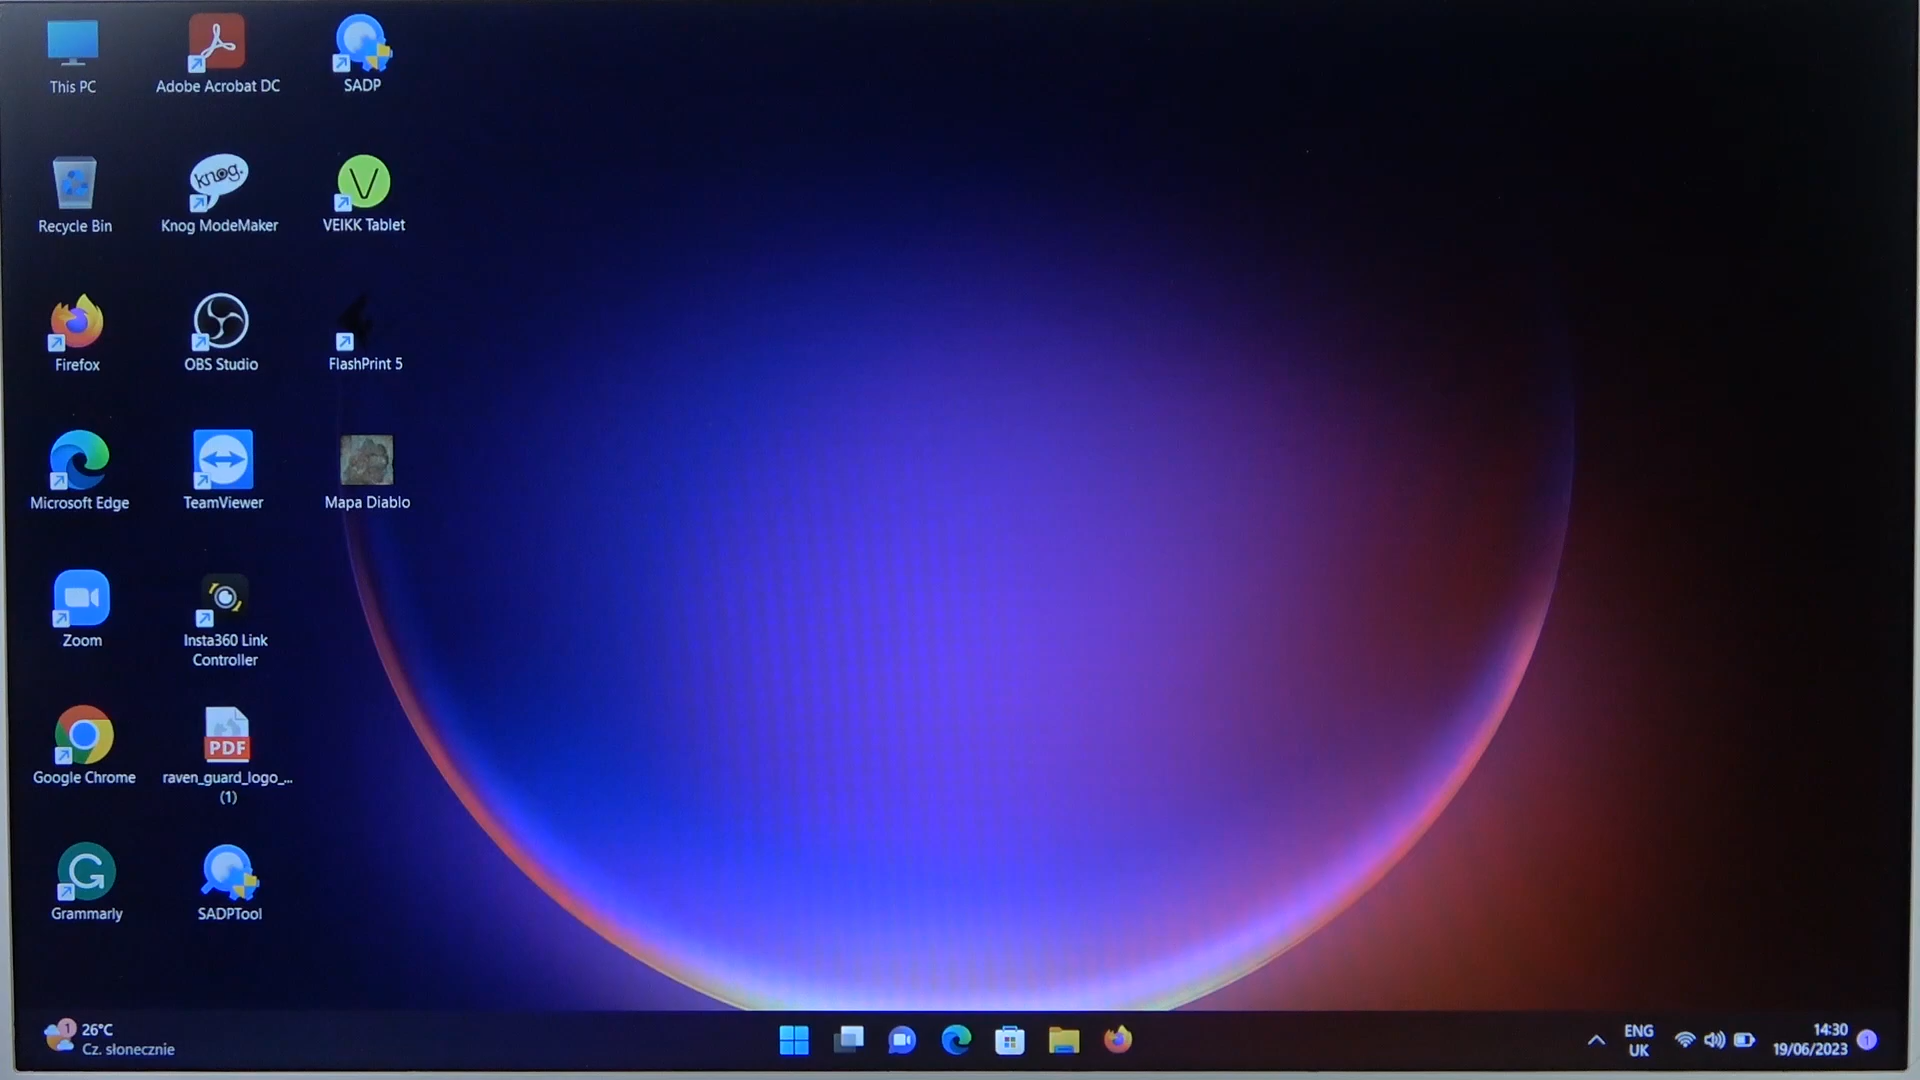 This PC
Adobe Acrobat DC
SADP
Recycle Bin
knog.
Knog ModeMaker
V
VEIKK Tablet
Firefox
OBS Studio
FlashPrint 5
Microsoft Edge
TeamViewer
Mapa Diablo
Zoom
Insta360 Link
Controller
Google Chrome
PDF
raven_guard_logo_...
(1)
G
Grammarly
SADPTool
1
26°C
Cz. słonecznie
ENG
UK
14:30
19/06/2023
1